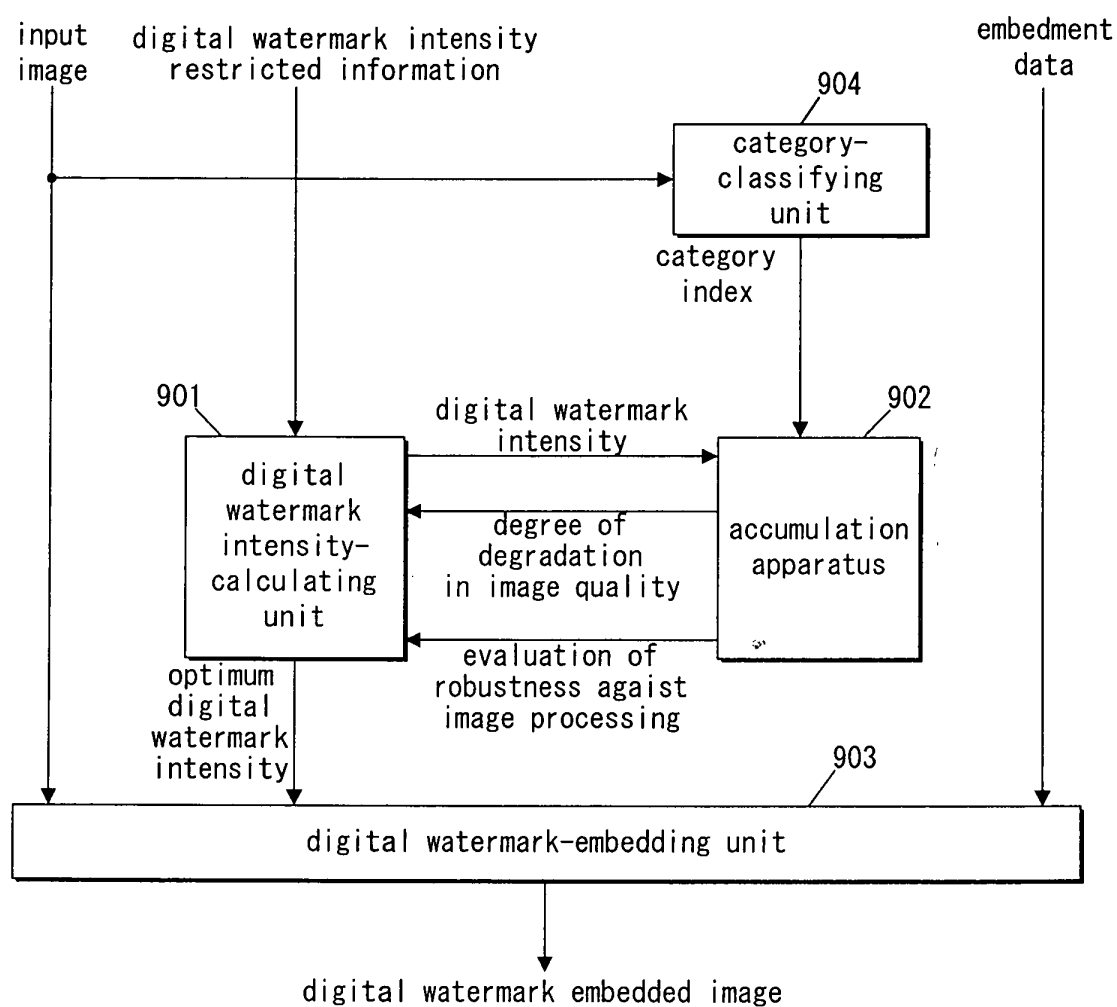 input
image
digital watermark intensity
restricted information
embedment
data
904
category-
classifying
unit
category
index
901
digital watermark
intensity
902
digital
watermark
intensity-
calculating
unit
degree of
degradation
in image quality
accumulation
apparatus
evaluation of
robustness agaist
image processing
optimum
digital
watermark
intensity
903
digital watermark-embedding unit
digital watermark embedded image